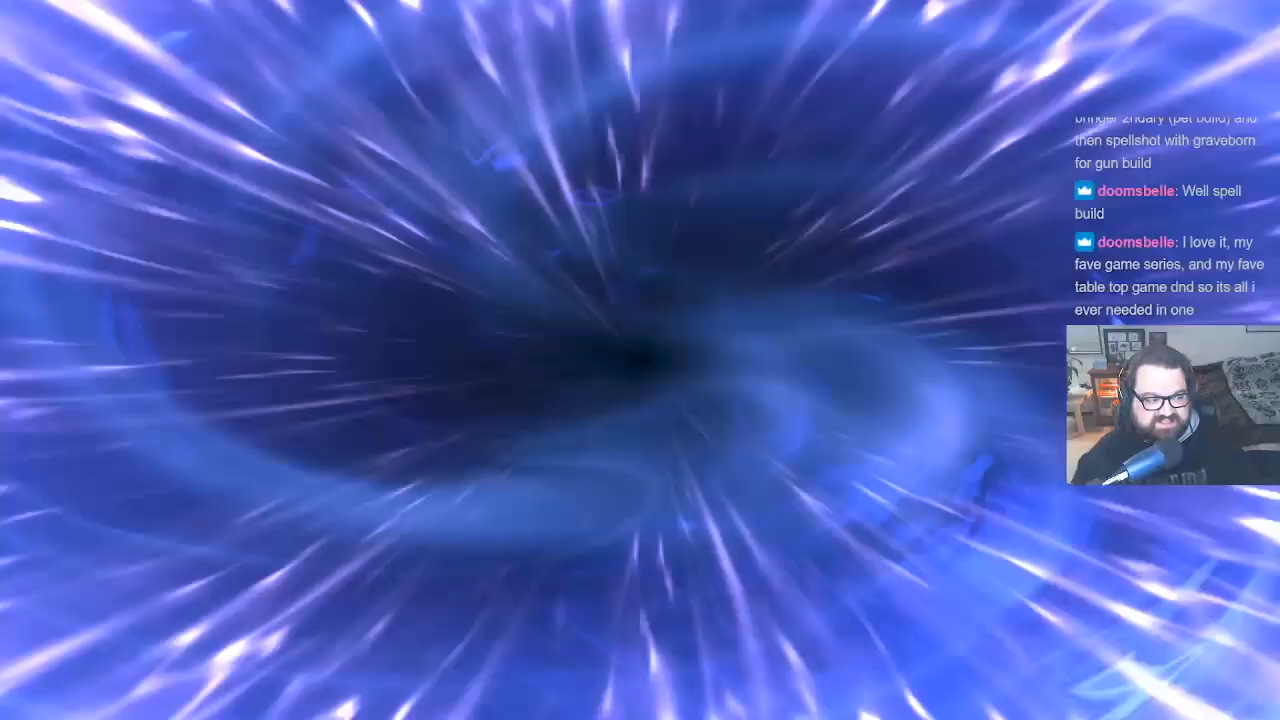 bringer 2ndary (pet build) and
then spellshot with graveborn
for gun build
doomsbelle: Well spell
build
doomsbelle: I love it, my
fave game series, and my fave
table top game dnd so its all i
ever needed in one